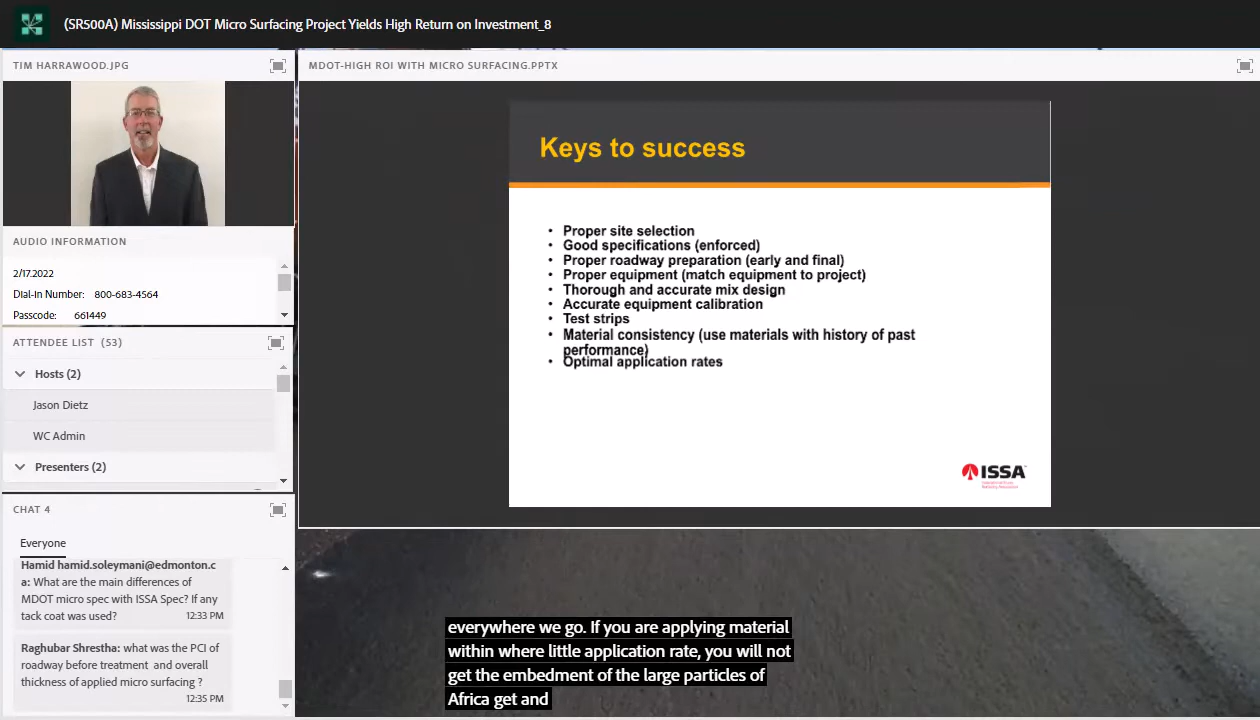 (SR500A) Mississippi DOT Micro Surfacing Project Yields High Return on Investment_8
TIM HARRAWOOD.JPG
AUDIO INFORMATION
2/17.2022
Dial-In Number: 800-683-4564
Passcode: 661449
ATTENDEE LIST (53)
Hosts (2)
Jason Dietz
WC Admin
Presenters (2)
CHAT 4
Everyone
Hamid hamid.soleymani@edmonton.c
a: What are the main differences of
MDOT micro spec with ISSA Spec? If any
tack coat was used?
12:33 PM
Raghubar Shrestha: what was the PCI of
roadway before treatment and overall
thickness of applied micro surfacing ?
12:35 PM
MDOT-HIGH ROI WITH MICRO SURFACING.PPTX
Keys to success
• Proper site selection
• Good specifications (enforced)
• Proper roadway preparation (early and final)
• Proper equipment (match equipment to project)
• Thorough and accurate mix design
• Accurate equipment calibration
• Test strips
• Material consistency (use materials with history of past
performance)
• Optimal application rates
ISSA
everywhere we go. If you are applying material
within where little application rate, you will not
get the embedment of the large particles of
Africa get and